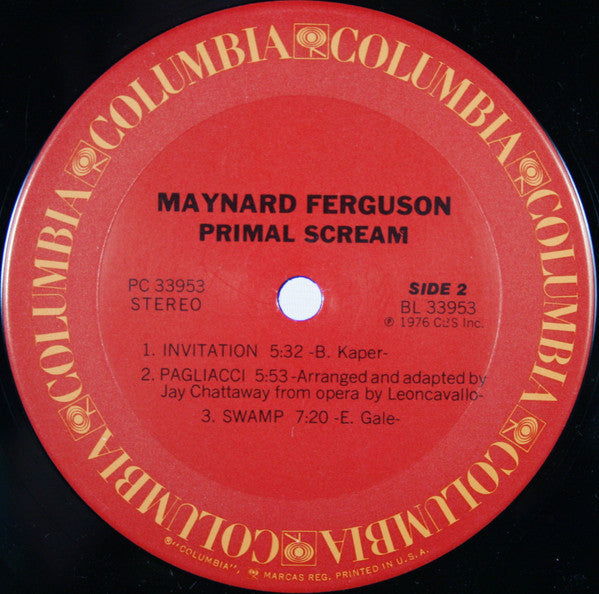 COLUMBIA COLUMBIA COLUMBIA COLUMBIA COLUMBIA COLUMBIA
MAYNARD FERGUSON
PRIMAL SCREAM
PC 33953
STEREO
SIDE 2
BL 33953
℗ 1976 CBS Inc.
1. INVITATION 5:32 -B. Kaper-
2. PAGLIACCI 5:53 -Arranged and adapted by
Jay Chattaway from opera by Leoncavallo-
3. SWAMP 7:20 -E. Gale-
®"COLUMBIA", MARCAS REG. PRINTED IN U.S.A.